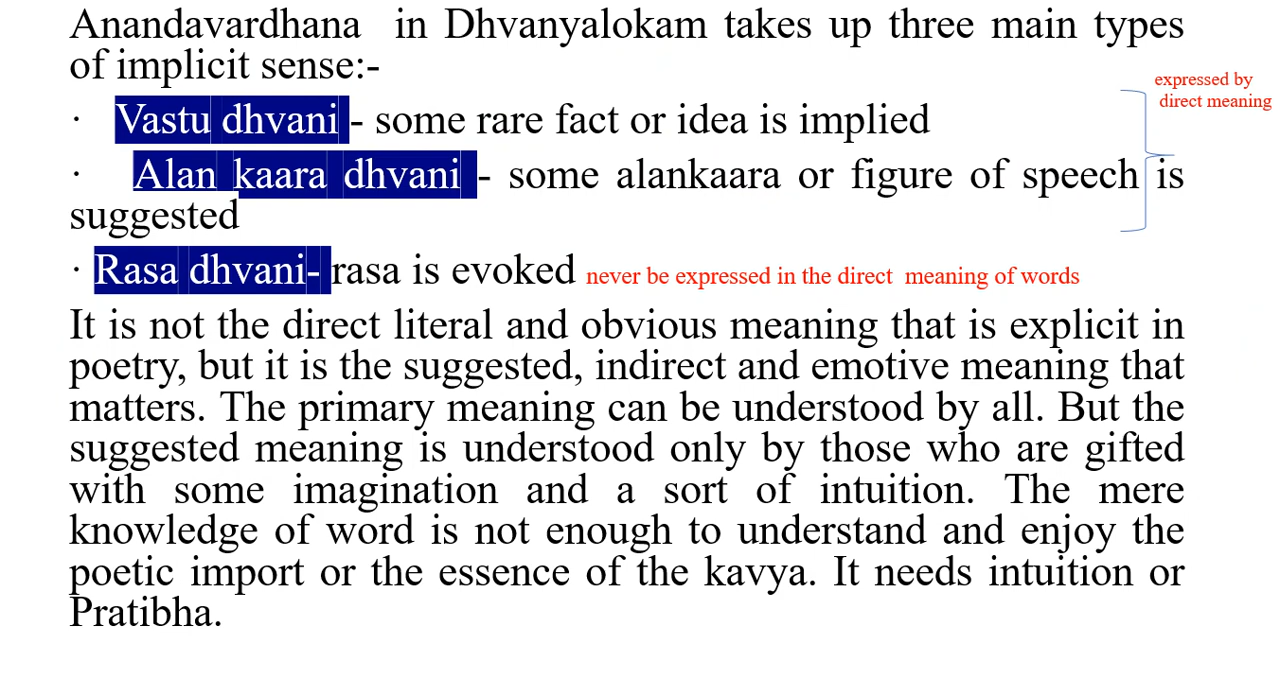 Anandavardhana in Dhvanyalokam takes up three main types
of implicit sense:-
expressed by
direct meaning
· Vastu dhvani - some rare fact or idea is implied
· Alan kaara dhvani - some alankaara or figure of speech is
suggested
· Rasa dhvani- rasa is evoked never be expressed in the direct meaning of words
It is not the direct literal and obvious meaning that is explicit in
poetry, but it is the suggested, indirect and emotive meaning that
matters. The primary meaning can be understood by all. But the
suggested meaning is understood only by those who are gifted
with some imagination and a sort of intuition. The mere
knowledge of word is not enough to understand and enjoy the
poetic import or the essence of the kavya. It needs intuition or
Pratibha.